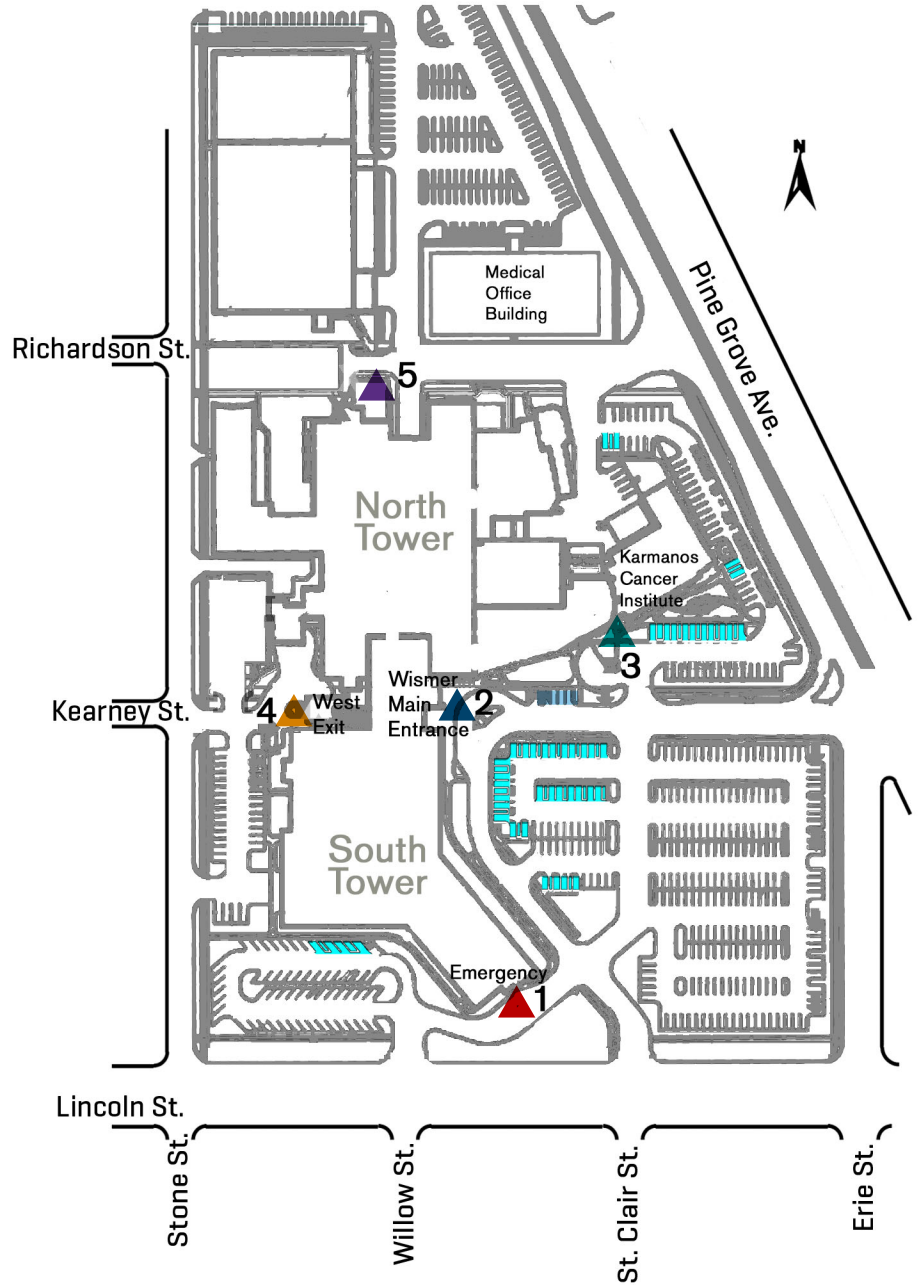 N
Medical
Office
Building
Pine Grove Ave.
Richardson St.
5
North
Tower
Karmanos
Cancer
Institute
3
Wismer
Main
Entrance
2
Kearney St.
4
West
Exit
South
Tower
Emergency
1
Lincoln St.
Stone St.
Willow St.
St. Clair St.
Erie St.